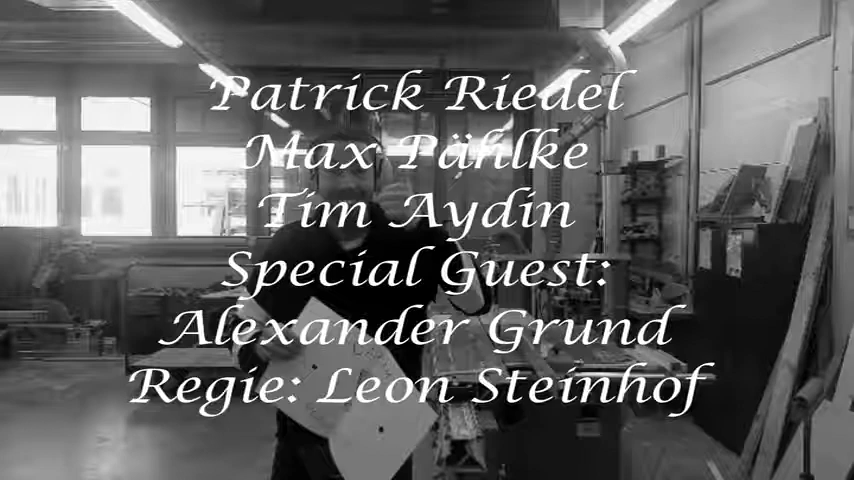 Patrick Riedel
Max Pählke
Tim Aydin
Special Guest:
Alexander Grund
Regie: Leon Steinhof